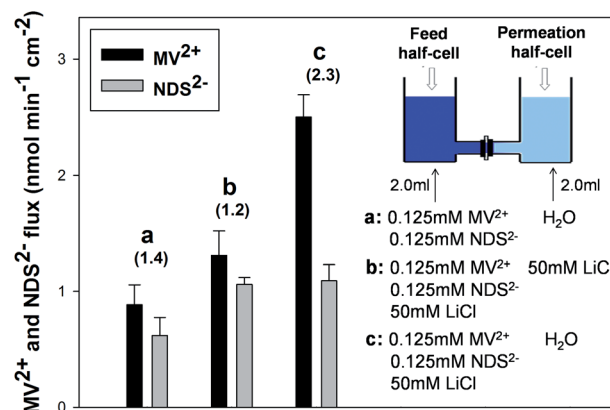 MV²⁺ and NDS²⁻ flux (nmol min⁻¹ cm⁻²)
3
2
1
0
MV²⁺
NDS²⁻
a
(1.4)
b
(1.2)
c
(2.3)
Feed
half-cell
Permeation
half-cell
2.0ml
2.0ml
a: 0.125mM MV²⁺ H₂O
0.125mM NDS²⁻
b: 0.125mM MV²⁺ 50mM LiCl
0.125mM NDS²⁻
50mM LiCl
c: 0.125mM MV²⁺ H₂O
0.125mM NDS²⁻
50mM LiCl